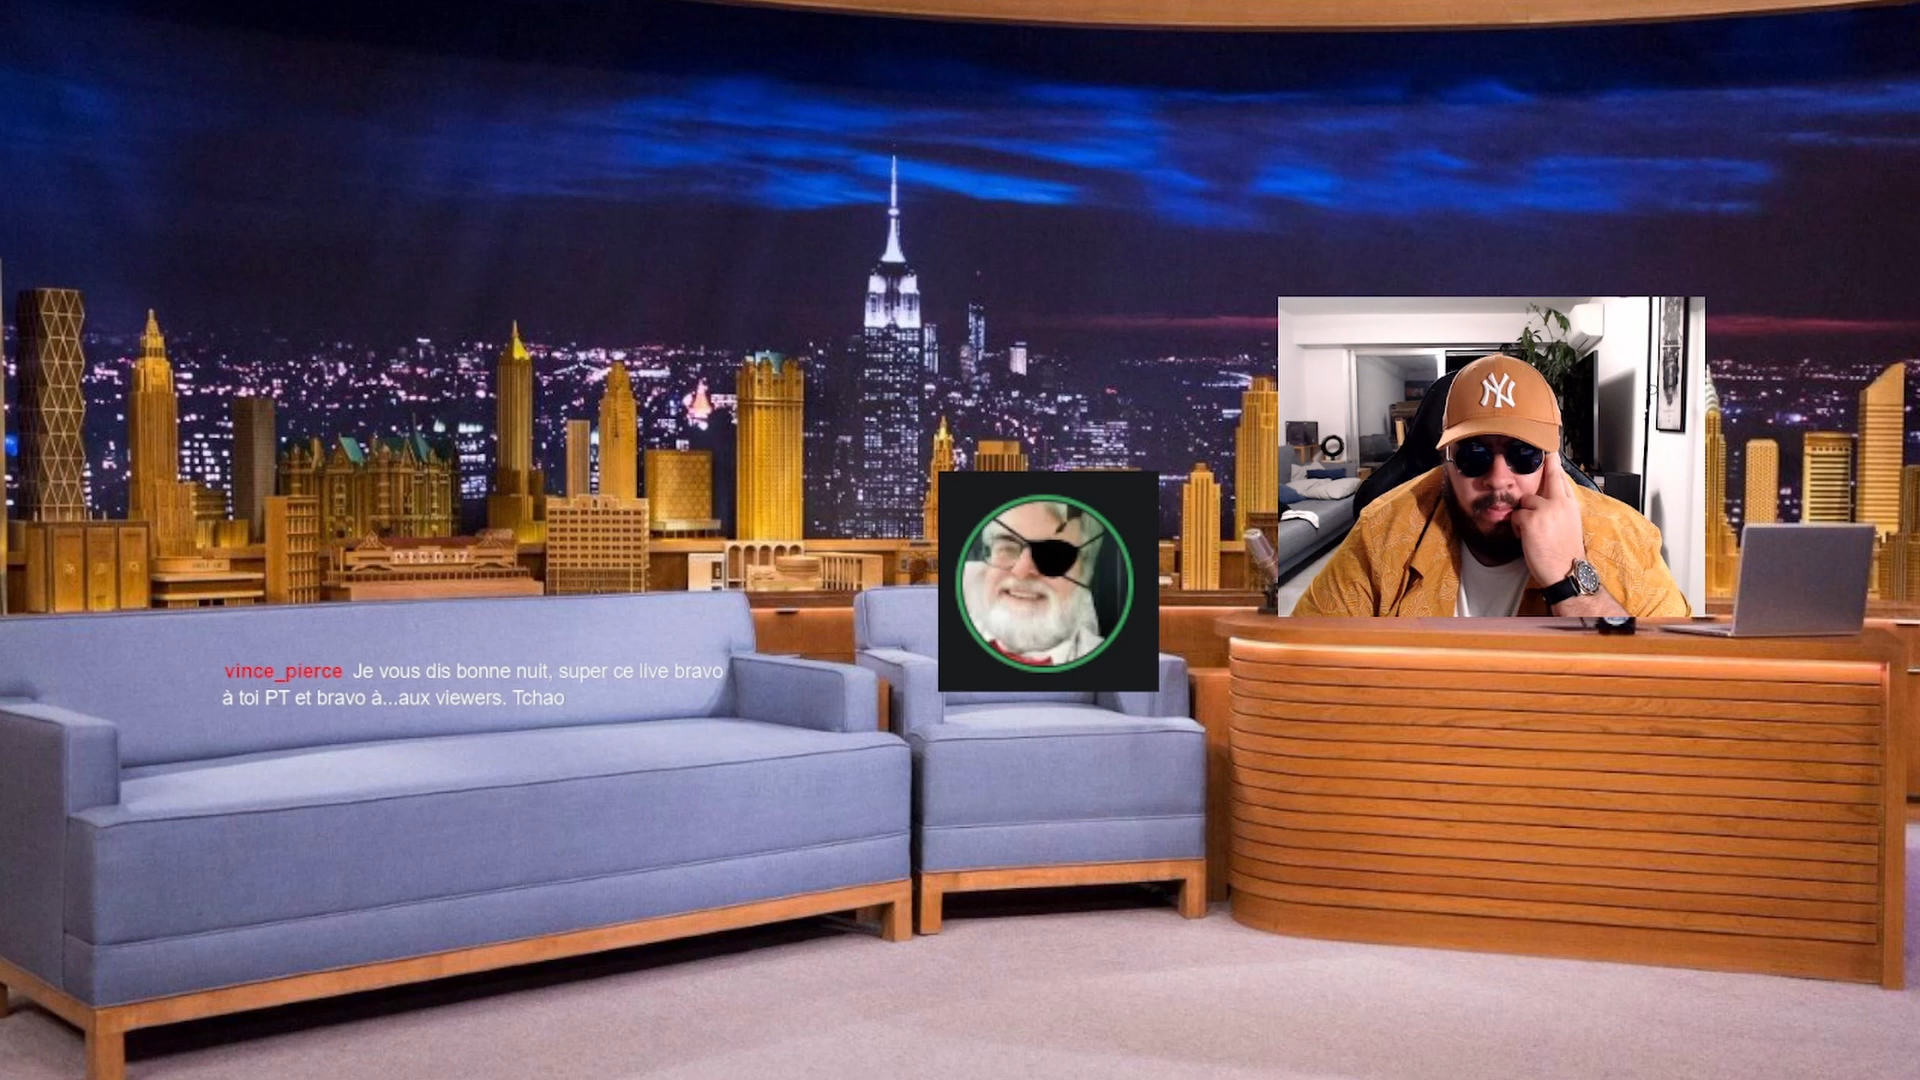 NY
vince_pierce Je vous dis bonne nuit, super ce live bravo
à toi PT et bravo à...aux viewers. Tchao